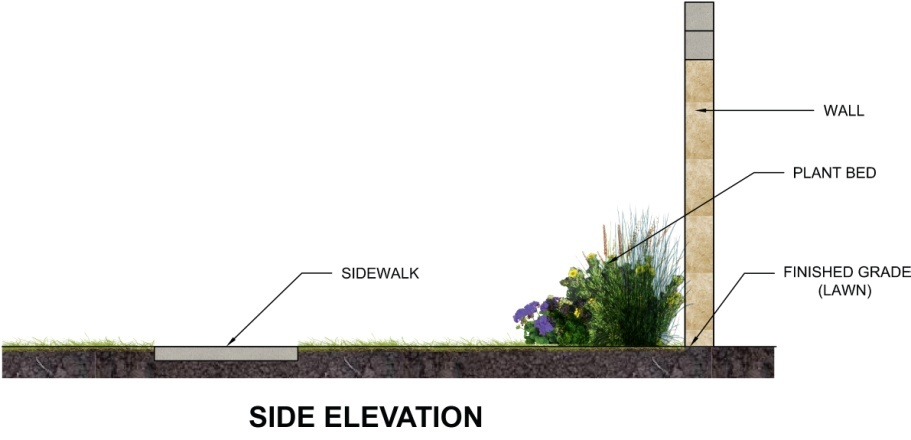 WALL
PLANT BED
SIDEWALK
FINISHED GRADE
(LAWN)
SIDE ELEVATION